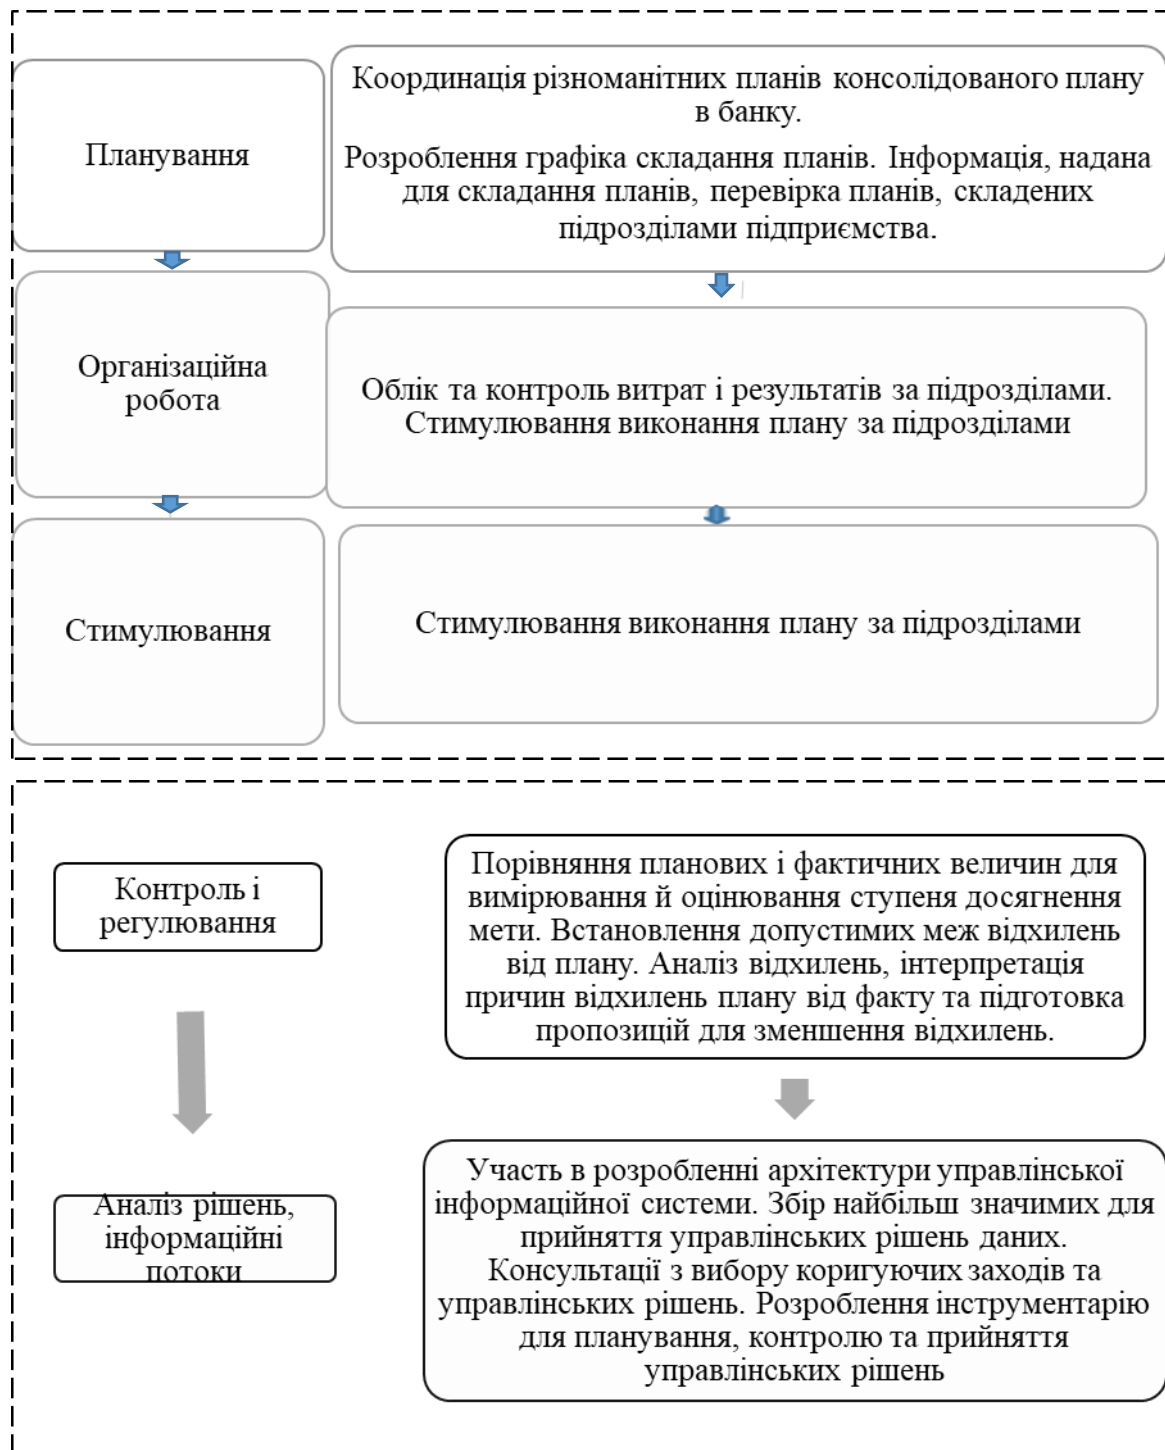 Планування
Координація різноманітних планів консолідованого плану
в банку.
Розроблення графіка складання планів. Інформація, надана
для складання планів, перевірка планів, складених
підрозділами підприємства.
Організаційна
робота
Облік та контроль витрат і результатів за підрозділами.
Стимулювання виконання плану за підрозділами
Стимулювання
Стимулювання виконання плану за підрозділами
Контроль і
регулювання
Порівняння планових і фактичних величин для
вимірювання й оцінювання ступеня досягнення
мети. Встановлення допустимих меж відхилень
від плану. Аналіз відхилень, інтерпретація
причин відхилень плану від факту та підготовка
пропозицій для зменшення відхилень.
Аналіз рішень,
інформаційні
потоки
Участь в розробленні архітектури управлінської
інформаційної системи. Збір найбільш значимих для
прийняття управлінських рішень даних.
Консультації з вибору коригуючих заходів та
управлінських рішень. Розроблення інструментарію
для планування, контролю та прийняття
управлінських рішень